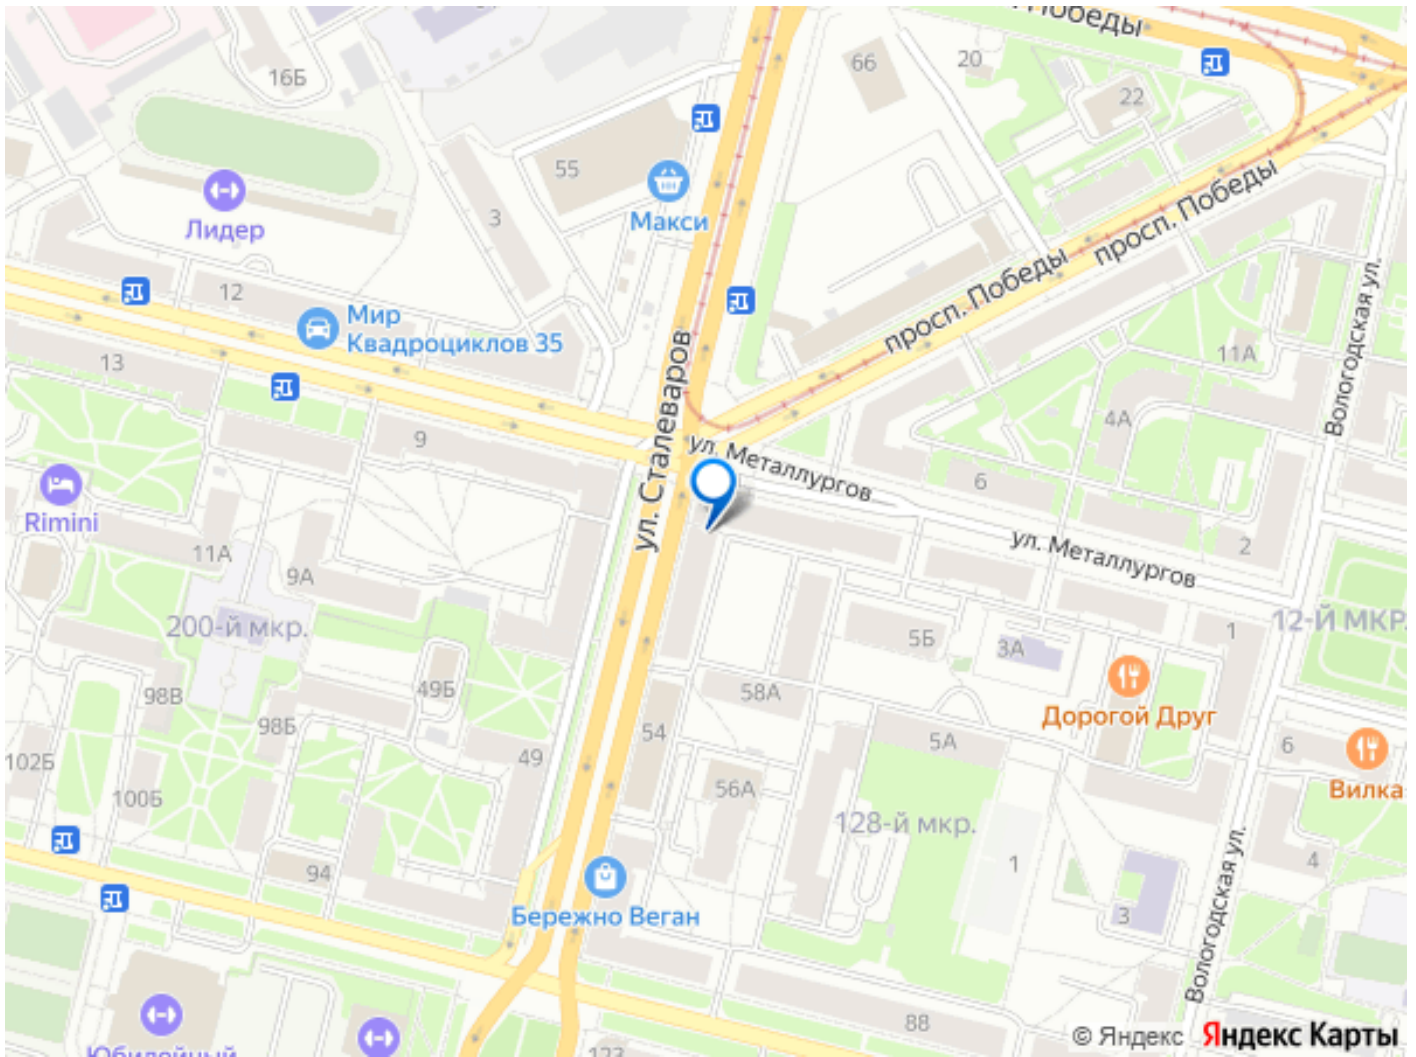 Победы
16Б
66
20
22
55
Лидер
3
Макси
просп. Победы
12
Мир
Квадроциклов 35
просп. Победы
Вологодская ул.
13
11А
ул. Сталеваров
4А
9
ул. Металлургов
6
Rimini
11А
ул. Металлургов
2
9А
200-й мкр.
5Б
3А
1
12-Й МКР.
98В
49Б
58А
Дорогой Друг
98Б
54
5А
6
102Б
49
100Б
56А
Вилка
128-й мкр.
94
1
4
Бережно Веган
3
Вологодская ул.
88
© Яндекс Яндекс Карты
Юбилейный
123